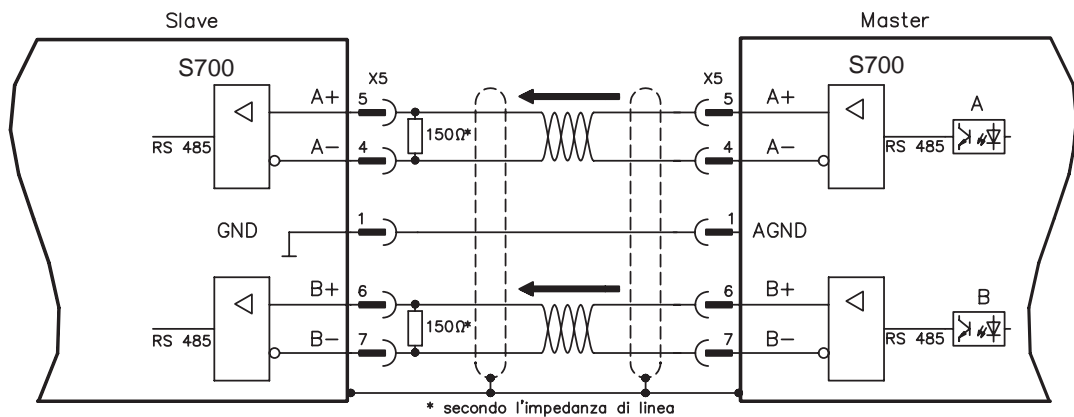 Slave
Master
S700
X5
X5
S700
A+
5
5
A+
A
150Ω*
RS 485
A-
4
4
A-
RS 485
GND
1
1
AGND
B+
6
6
B+
B
150Ω*
RS 485
B-
7
7
B-
RS 485
* secondo l'impedanza di linea